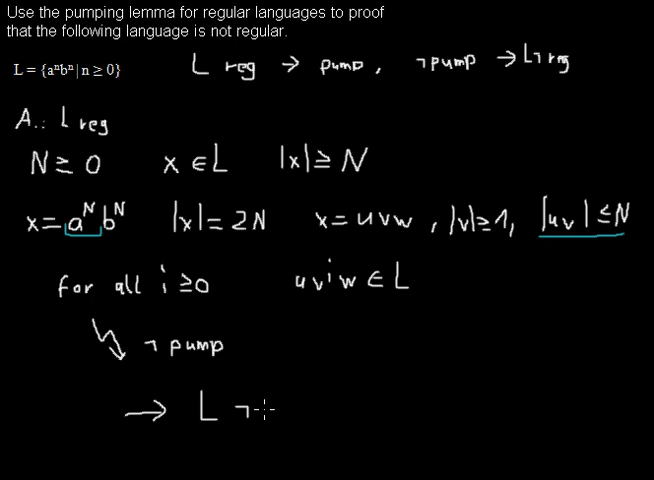 Use the pumping lemma for regular languages to proof
that the following language is not regular.
L = {aⁿbⁿ | n ≥ 0} L reg → pump, ¬pump → L¬rg
A.: L reg
N ≥ 0 x ∈ L |x| ≥ N
x = aᴺbᴺ |x| = 2N x = uvw, |v| ≥ 1, |uv| ≤ N
for all i ≥ 0 uvⁱw ∈ L
↯ ¬ pump
→ L ¬